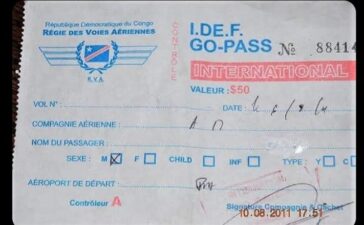 République Démocratique du Congo
RÉGIE DES VOIES AÉRIENNES
R.V.A.
CONTROLE
I.DE.F.
GO-PASS № 88414
INTERNATIONAL
VALEUR: $50
VOL N° : DATE :
COMPAGNIE AÉRIENNE :
NOM DU PASSAGER :
SEXE : M F CHILD INF TYPE : Y C
AÉROPORT DE DÉPART :
Contrôleur A
Signature Compagnie & Cachet
10.08.2011 17:51